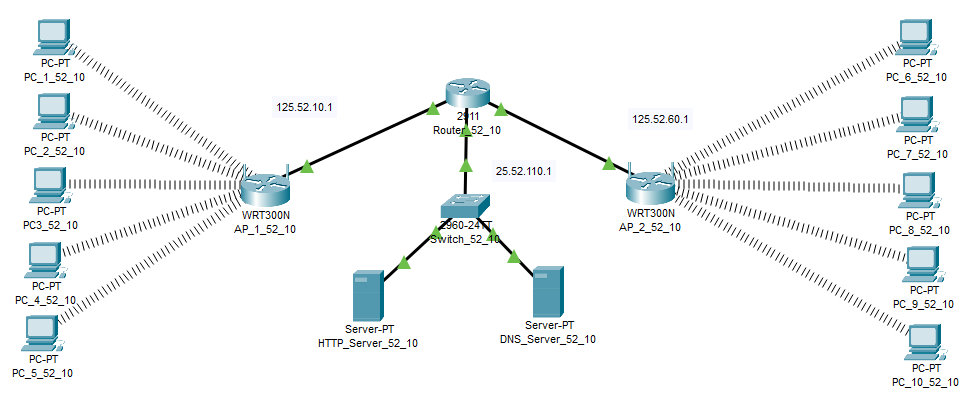 PC-PT
PC_1_52_10
PC-PT
PC_2_52_10
PC-PT
PC3_52_10
PC-PT
PC_4_52_10
PC-PT
PC_5_52_10
125.52.10.1
WRT300N
AP_1_52_10
2911
Router_52_10
25.52.110.1
2960-24TT
Switch_52_10
Server-PT
HTTP_Server_52_10
Server-PT
DNS_Server_52_10
125.52.60.1
WRT300N
AP_2_52_10
PC-PT
PC_6_52_10
PC-PT
PC_7_52_10
PC-PT
PC_8_52_10
PC-PT
PC_9_52_10
PC-PT
PC_10_52_10